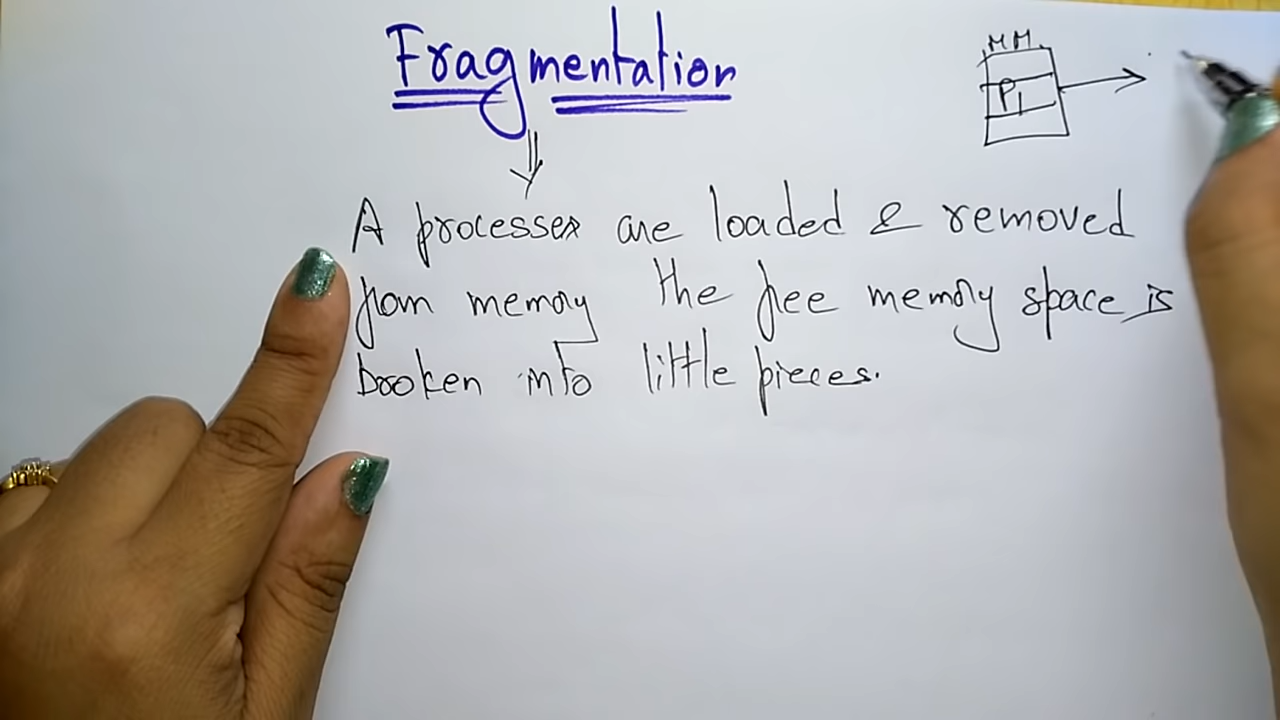 Fragmentation
MM
P1
A processes are loaded & removed
from memory the free memory space is
broken into little pieces.